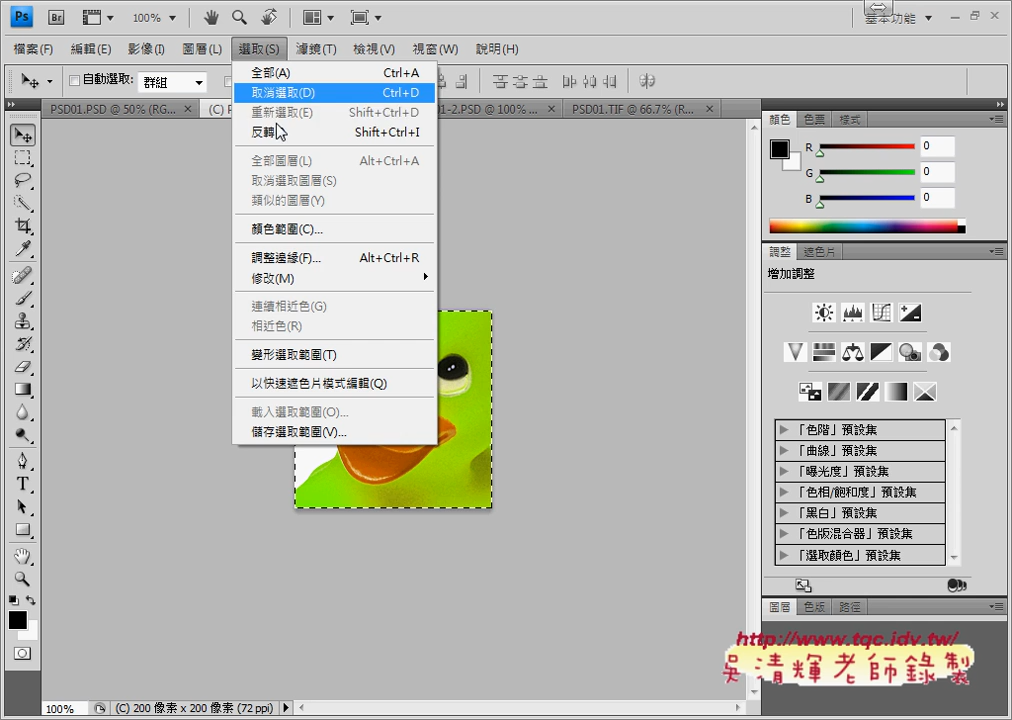 Ps Br 100% 基本功能
檔案(F) 編輯(E) 影像(I) 圖層(L) 選取(S) 濾鏡(T) 檢視(V) 視窗(W) 說明(H)
自動選取: 群組
PSD01.PSD @ 50% (RG... × (C) P 1-2.PSD @ 100% ... × PSD01.TIF @ 66.7% (R... ×
全部(A) Ctrl+A
取消選取(D) Ctrl+D
重新選取(E) Shift+Ctrl+D
反轉 Shift+Ctrl+I
全部圖層(L) Alt+Ctrl+A
取消選取圖層(S)
類似的圖層(Y)
顏色範圍(C)...
調整邊緣(F)... Alt+Ctrl+R
修改(M)
連續相近色(G)
相近色(R)
變形選取範圍(T)
以快速遮色片模式編輯(Q)
載入選取範圍(O)...
儲存選取範圍(V)...
顏色 色票 樣式
R 0
G 0
B 0
調整 遮色片
增加調整
「色階」預設集
「曲線」預設集
「曝光度」預設集
「色相/飽和度」預設集
「黑白」預設集
「色版混合器」預設集
「選取顏色」預設集
圖層 色版 路徑
http://www.tqc.idv.tw/
吳清輝老師錄製
100% (C) 200 像素 x 200 像素 (72 ppi)